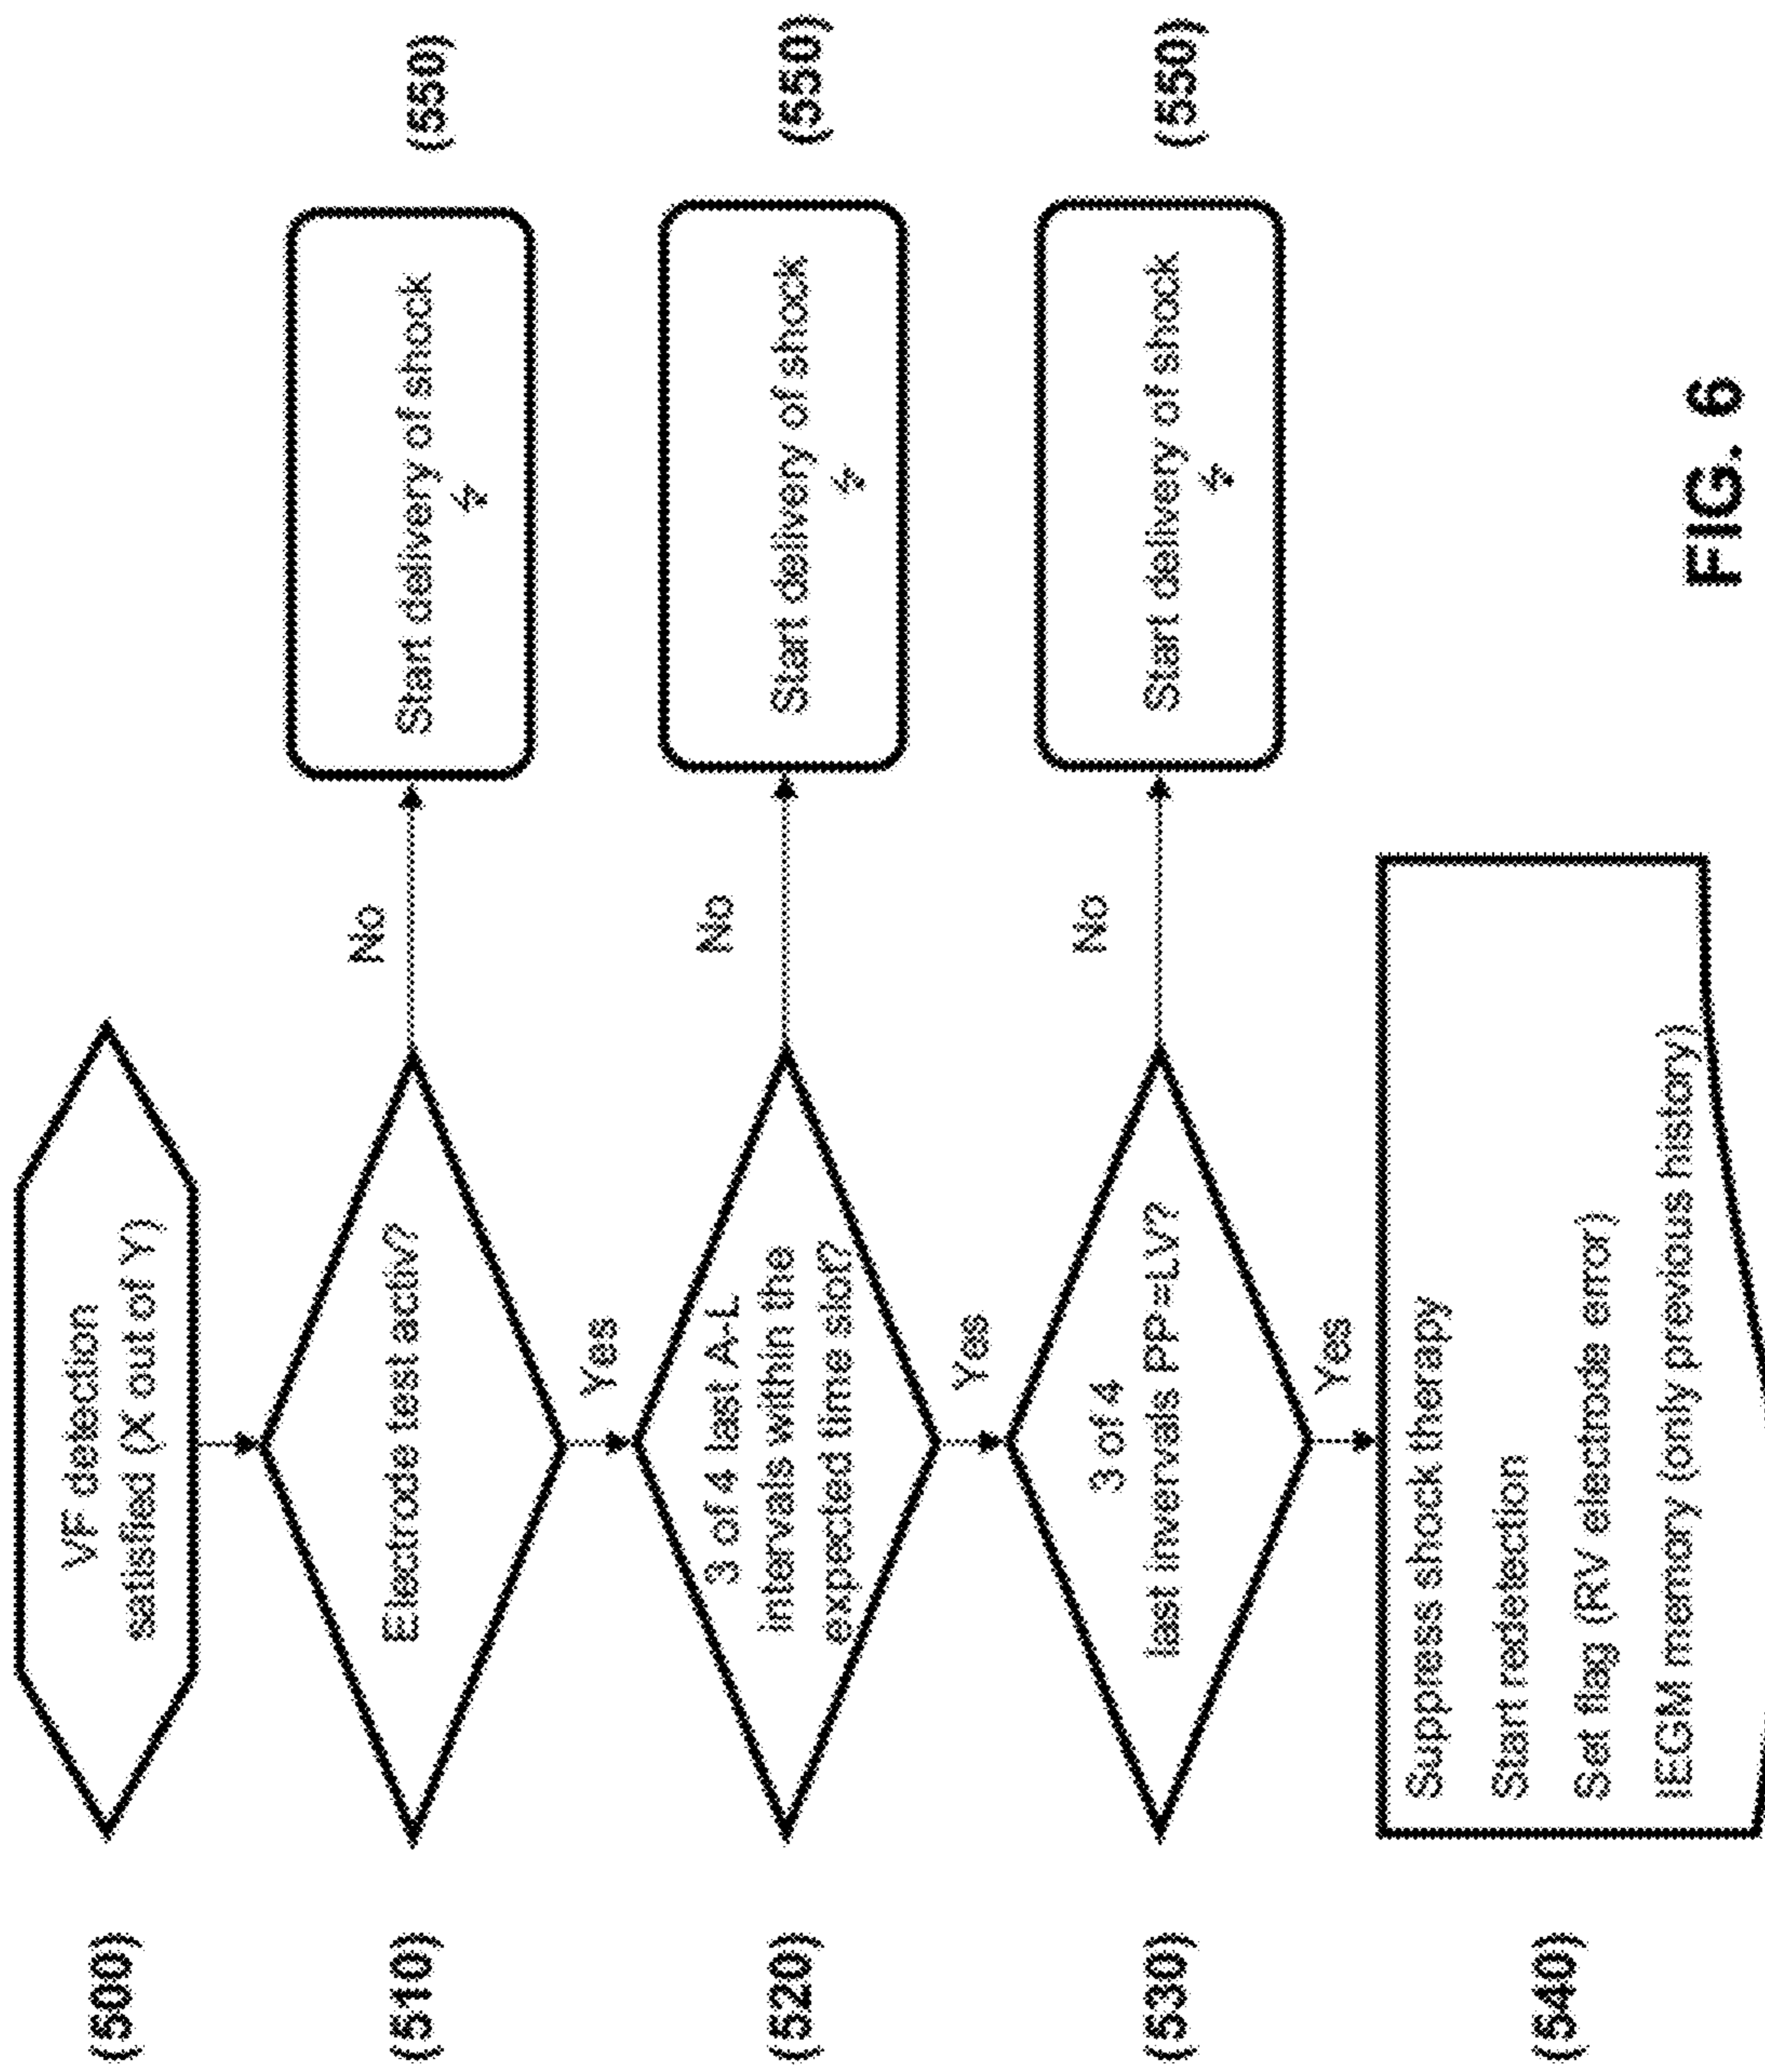 (500)
VF detection
satisfied (X out of Y)
(510)
Electrode test activ?
No
Start delivery of shock
(550)
Yes
(520)
3 of 4 last A-L
intervals within the
expected time slot?
No
Start delivery of shock
(550)
Yes
(530)
3 of 4
last invervals PP=LV?
No
Start delivery of shock
(550)
Yes
(540)
Suppress shock therapy
Start redetection
Set flag (RV electrode error)
IEGM memory (only previous history)
FIG. 6